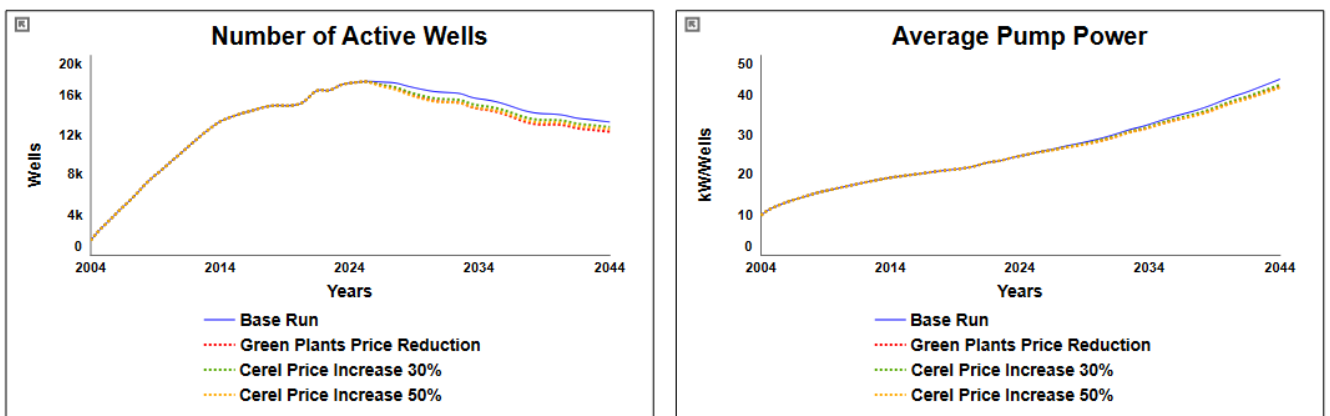 Number of Active Wells
20k
16k
12k
8k
4k
0
Wells
2004
2014
2024
2034
2044
Years
Base Run
Green Plants Price Reduction
Cerel Price Increase 30%
Cerel Price Increase 50%
Average Pump Power
50
40
30
20
10
0
kW/Wells
2004
2014
2024
2034
2044
Years
Base Run
Green Plants Price Reduction
Cerel Price Increase 30%
Cerel Price Increase 50%